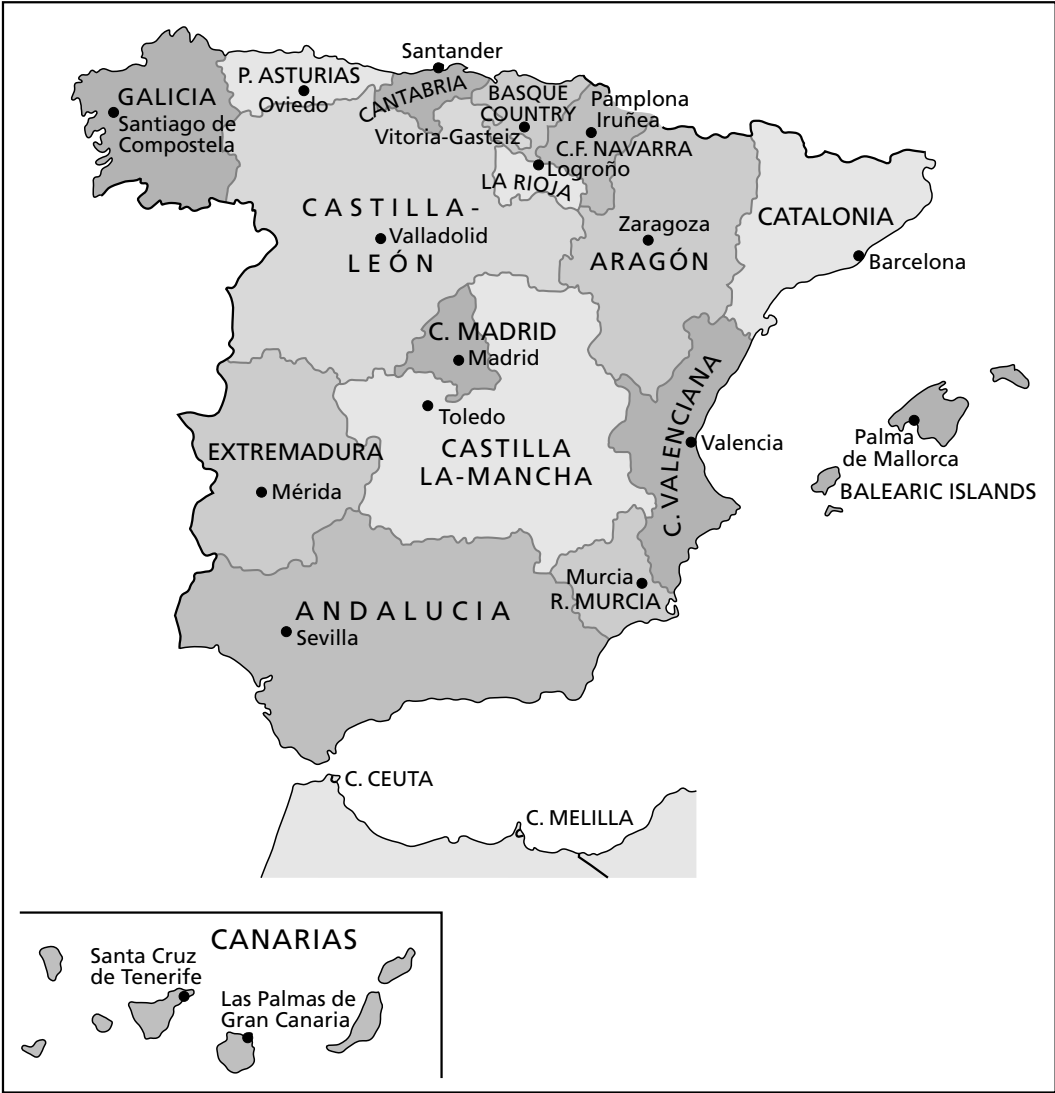 Santander
P. ASTURIAS
Oviedo
CANTABRIA
GALICIA
Santiago de
Compostela
BASQUE
COUNTRY
Vitoria-Gasteiz
Pamplona
Iruñea
C.F. NAVARRA
Logroño
LA RIOJA
CASTILLA-
LEÓN
Valladolid
Zaragoza
ARAGÓN
CATALONIA
Barcelona
C. MADRID
Madrid
Toledo
CASTILLA
LA-MANCHA
EXTREMADURA
Mérida
C. VALENCIANA
Valencia
Palma
de Mallorca
BALEARIC ISLANDS
Murcia
R. MURCIA
ANDALUCIA
Sevilla
C. CEUTA
C. MELILLA
CANARIAS
Santa Cruz
de Tenerife
Las Palmas de
Gran Canaria